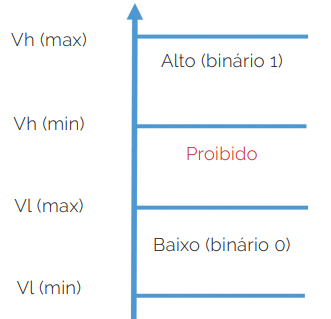 Vh (max)
Alto (binário 1)
Vh (min)
Proibido
Vl (max)
Baixo (binário 0)
Vl (min)